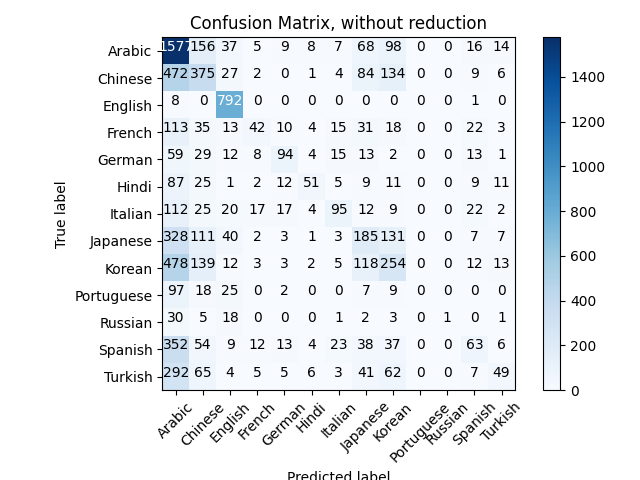 Confusion Matrix, without reduction
True label
Arabic 1577 156 37 5 9 8 7 68 98 0 0 16 14
Chinese 472 375 27 2 0 1 4 84 134 0 0 9 6
English 8 0 792 0 0 0 0 0 0 0 0 1 0
French 113 35 13 42 10 4 15 31 18 0 0 22 3
German 59 29 12 8 94 4 15 13 2 0 0 13 1
Hindi 87 25 1 2 12 51 5 9 11 0 0 9 11
Italian 112 25 20 17 17 4 95 12 9 0 0 22 2
Japanese 328 111 40 2 3 1 3 185 131 0 0 7 7
Korean 478 139 12 3 3 2 5 118 254 0 0 12 13
Portuguese 97 18 25 0 2 0 0 7 9 0 0 0 0
Russian 30 5 18 0 0 0 1 2 3 0 1 0 1
Spanish 352 54 9 12 13 4 23 38 37 0 0 63 6
Turkish 292 65 4 5 5 6 3 41 62 0 0 7 49
Arabic Chinese English French German Hindi Italian Japanese Korean Portuguese Russian Spanish Turkish
Predicted label
1400
1200
1000
800
600
400
200
0